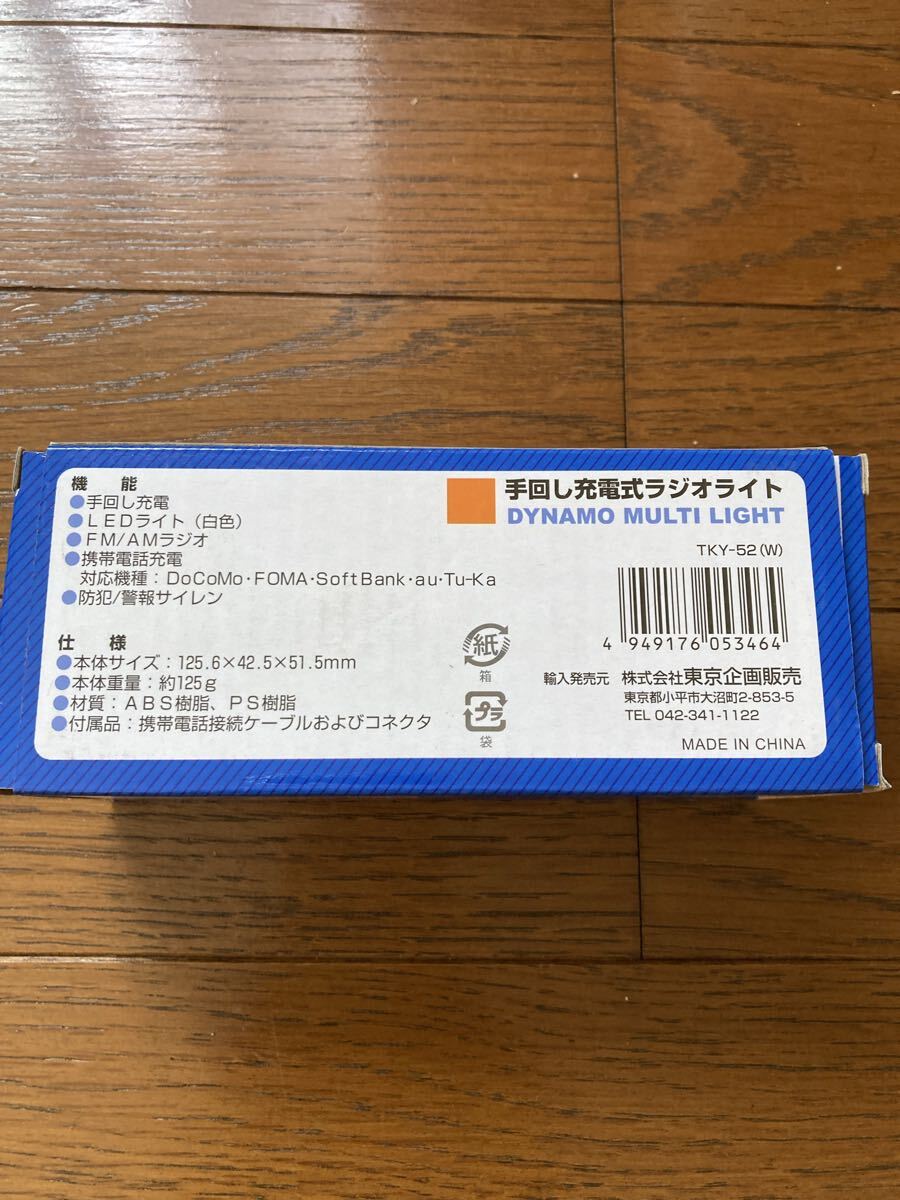 機 能
●手回し充電
●LEDライト（白色）
●FM/AMラジオ
●携帯電話充電
対応機種：DoCoMo・FOMA・SoftBank・au・Tu-Ka
●防犯/警報サイレン
仕 様
●本体サイズ：125.6×42.5×51.5mm
●本体重量：約125g
●材質：ABS樹脂、PS樹脂
●付属品：携帯電話接続ケーブルおよびコネクタ
紙
箱
プラ
袋
手回し充電式ラジオライト
DYNAMO MULTI LIGHT
TKY-52(W)
4 949176 053464
輸入発売元 株式会社東京企画販売
東京都小平市大沼町2-853-5
TEL 042-341-1122
MADE IN CHINA